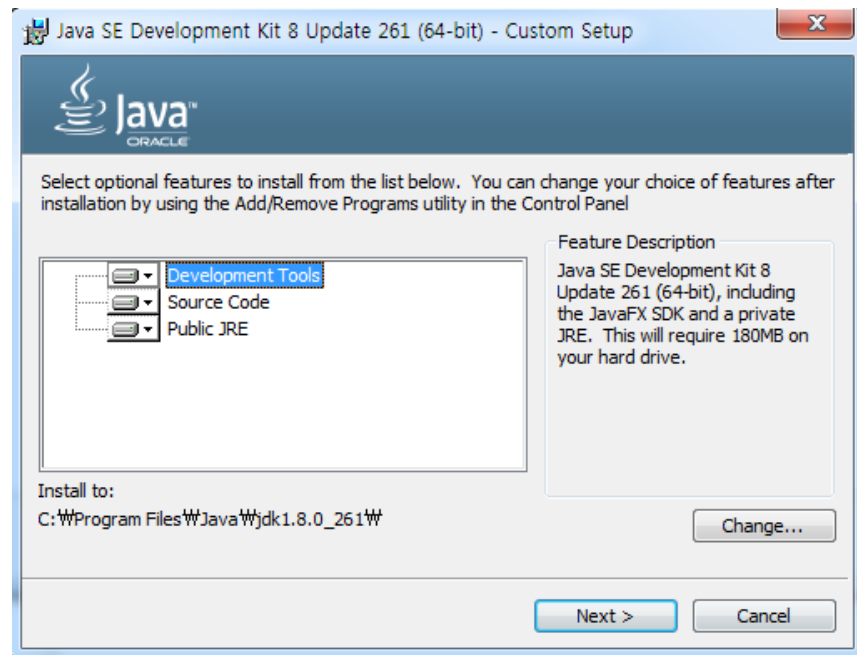 Java SE Development Kit 8 Update 261 (64-bit) - Custom Setup
Java™
ORACLE
Select optional features to install from the list below. You can change your choice of features after
installation by using the Add/Remove Programs utility in the Control Panel
Development Tools
Source Code
Public JRE
Feature Description
Java SE Development Kit 8
Update 261 (64-bit), including
the JavaFX SDK and a private
JRE. This will require 180MB on
your hard drive.
Install to:
C:₩Program Files₩Java₩jdk1.8.0_261₩
Change...
Next >
Cancel